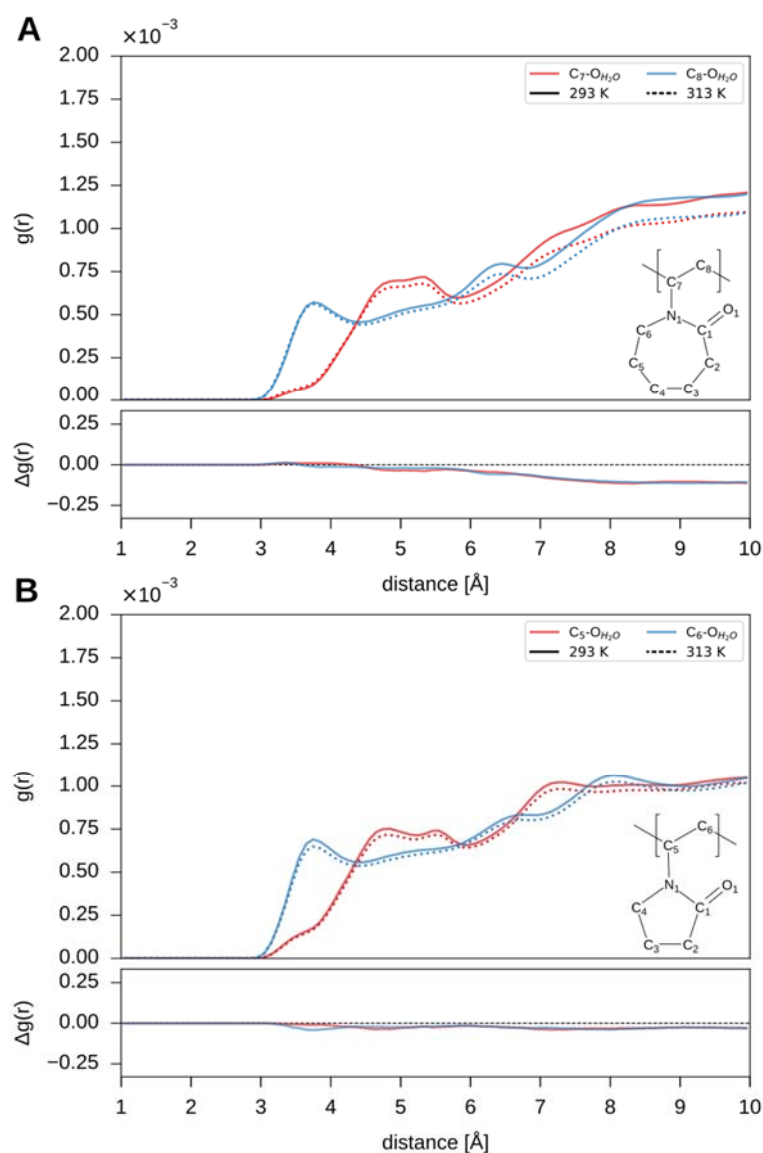 A
×10⁻³
C₇-O_H₂O C₈-O_H₂O
293 K 313 K
2.00
1.75
1.50
1.25
1.00
0.75
0.50
0.25
0.00
g(r)
C₈
C₇
N₁ O₁
C₆ C₁
C₅ C₂
C₄ C₃
0.25
0.00
−0.25
Δg(r)
1 2 3 4 5 6 7 8 9 10
distance [Å]
B
×10⁻³
C₅-O_H₂O C₆-O_H₂O
293 K 313 K
2.00
1.75
1.50
1.25
1.00
0.75
0.50
0.25
0.00
g(r)
C₆
C₅
N₁ O₁
C₄ C₁
C₃ C₂
0.25
0.00
−0.25
Δg(r)
1 2 3 4 5 6 7 8 9 10
distance [Å]